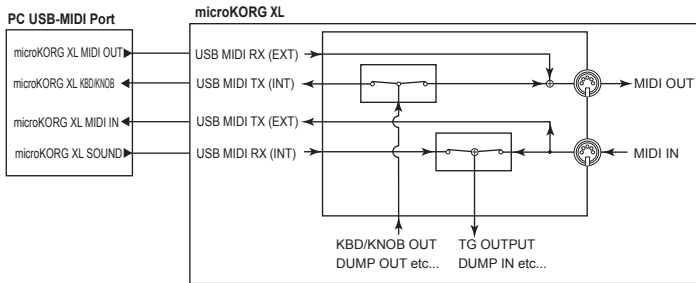 microKORG XL
PC USB-MIDI Port
microKORG XL MIDI OUT
USB MIDI RX (EXT)
microKORG XL KBD/KNOB
USB MIDI TX (INT)
MIDI OUT
microKORG XL MIDI IN
USB MIDI TX (EXT)
microKORG XL SOUND
USB MIDI RX (INT)
MIDI IN
KBD/KNOB OUT
DUMP OUT etc...
TG OUTPUT
DUMP IN etc...